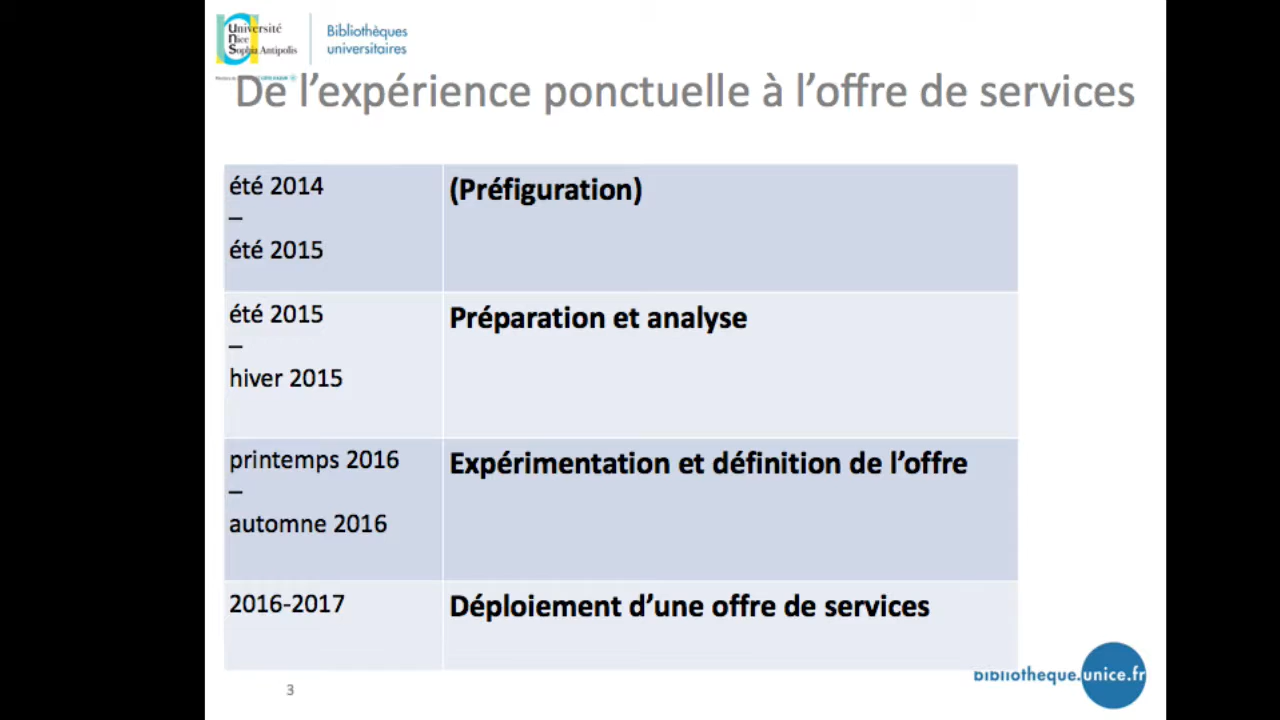 Université
Nice
Sophia Antipolis
Bibliothèques
universitaires
De l’expérience ponctuelle à l’offre de services
été 2014
–
été 2015
(Préfiguration)
été 2015
–
hiver 2015
Préparation et analyse
printemps 2016
–
automne 2016
Expérimentation et définition de l’offre
2016-2017
Déploiement d’une offre de services
3
bibliotheque.unice.fr